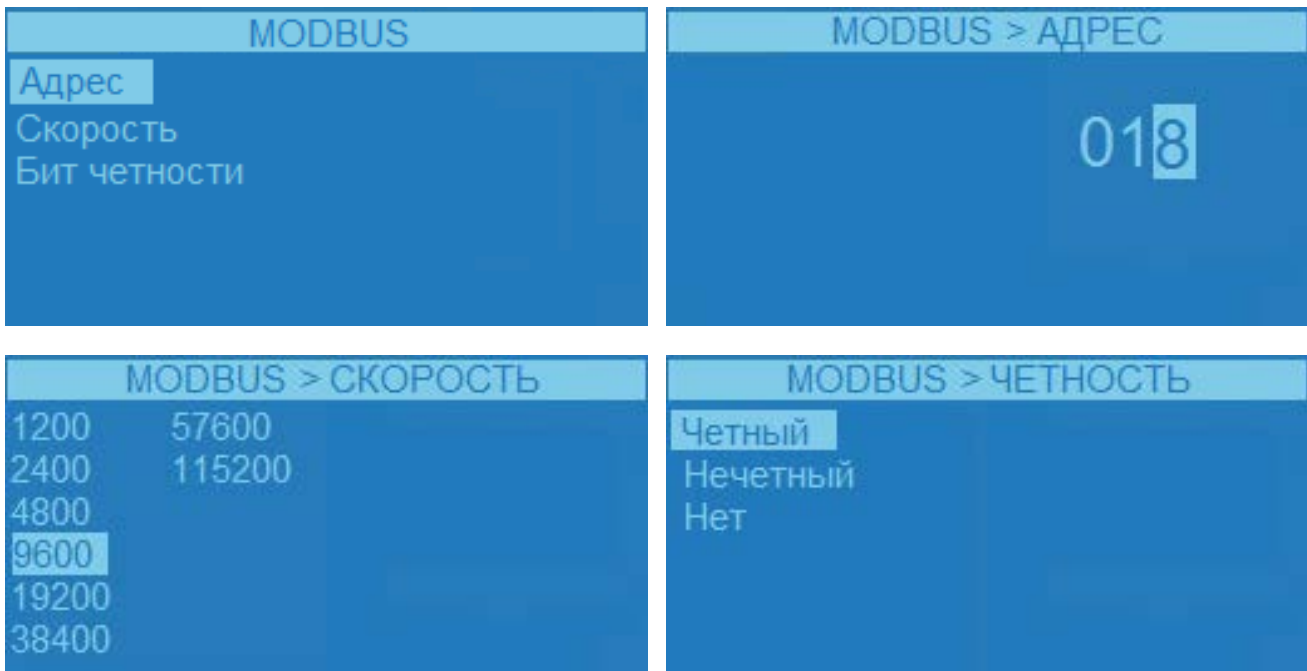 MODBUS
Адрес
Скорость
Бит четности
MODBUS > АДРЕС
018
MODBUS > СКОРОСТЬ
1200 57600
2400 115200
4800
9600
19200
38400
MODBUS > ЧЕТНОСТЬ
Четный
Нечетный
Нет